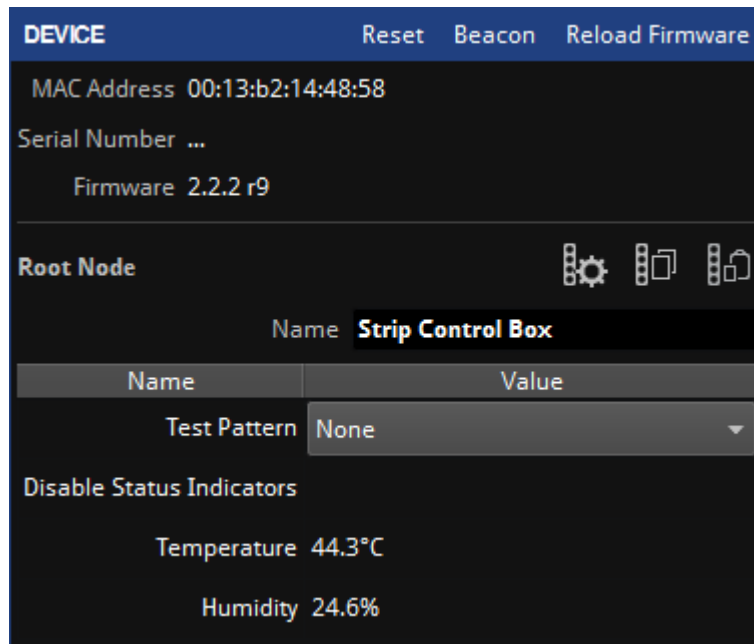 DEVICE Reset Beacon Reload Firmware
MAC Address 00:13:b2:14:48:58
Serial Number ...
Firmware 2.2.2 r9
Root Node
Name Strip Control Box
Name Value
Test Pattern None
Disable Status Indicators
Temperature 44.3°C
Humidity 24.6%